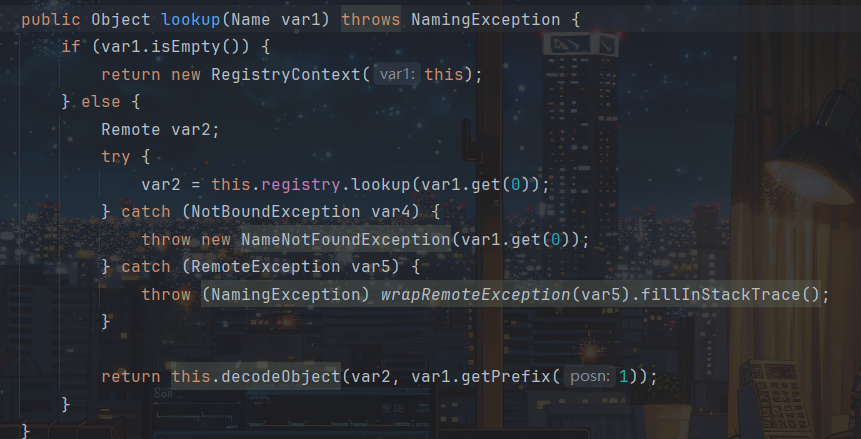 public Object lookup(Name var1) throws NamingException {
    if (var1.isEmpty()) {
        return new RegistryContext( var1: this);
    } else {
        Remote var2;
        try {
            var2 = this.registry.lookup(var1.get(0));
        } catch (NotBoundException var4) {
            throw new NameNotFoundException(var1.get(0));
        } catch (RemoteException var5) {
            throw (NamingException) wrapRemoteException(var5).fillInStackTrace();
        }

        return this.decodeObject(var2, var1.getPrefix( posn: 1));
    }
}